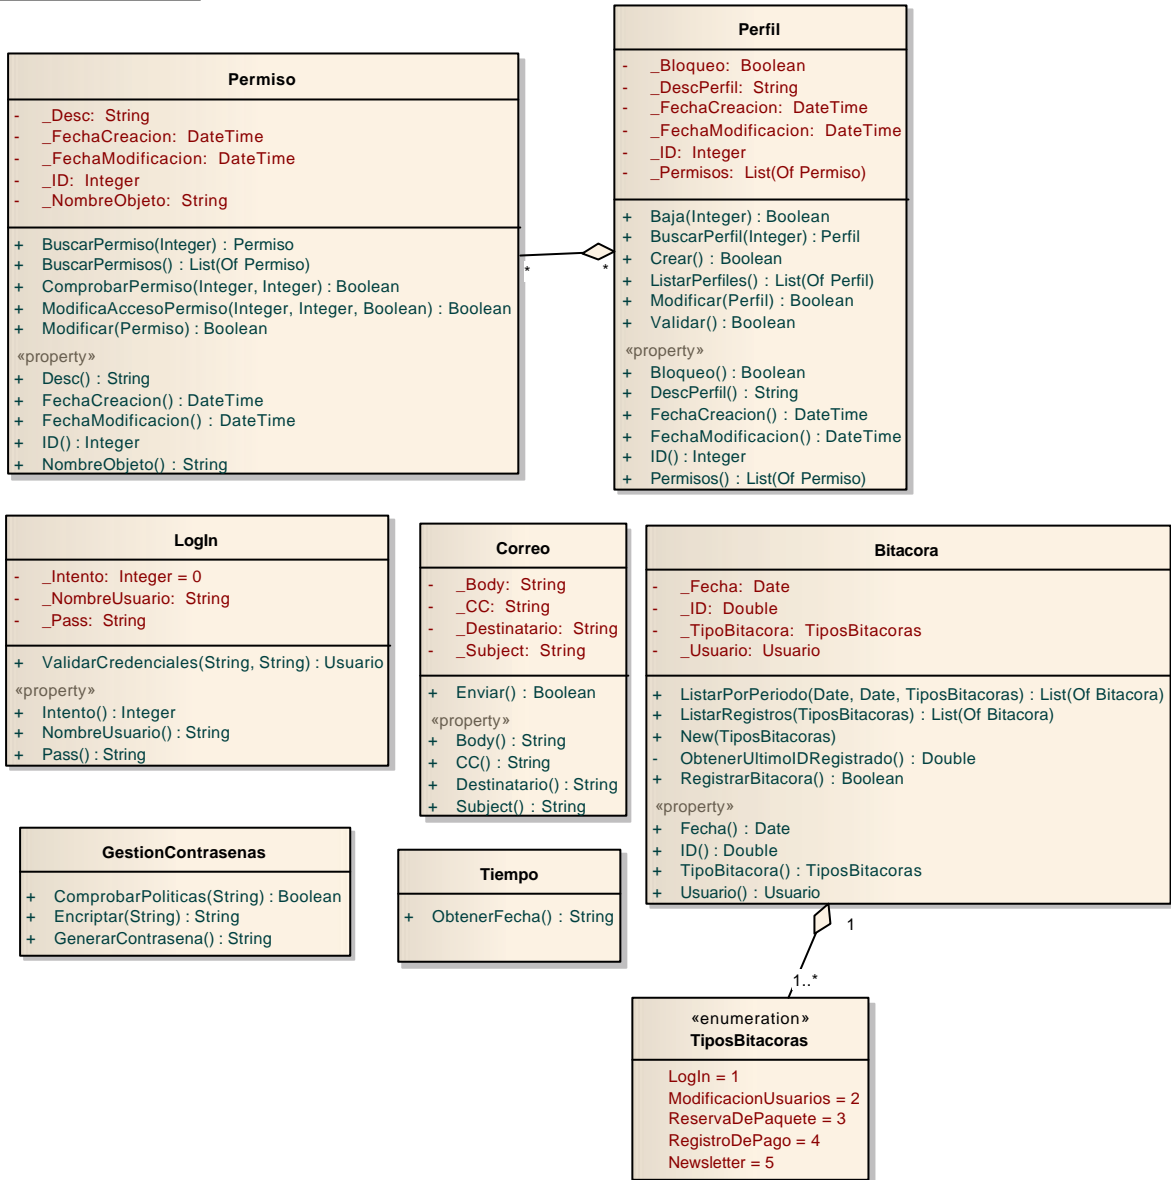 Permiso
- _Desc: String
- _FechaCreacion: DateTime
- _FechaModificacion: DateTime
- _ID: Integer
- _NombreObjeto: String
+ BuscarPermiso(Integer) : Permiso
+ BuscarPermisos() : List(Of Permiso)
+ ComprobarPermiso(Integer, Integer) : Boolean
+ ModificaAccesoPermiso(Integer, Integer, Boolean) : Boolean
+ Modificar(Permiso) : Boolean
«property»
+ Desc() : String
+ FechaCreacion() : DateTime
+ FechaModificacion() : DateTime
+ ID() : Integer
+ NombreObjeto() : String
*
*
Perfil
- _Bloqueo: Boolean
- _DescPerfil: String
- _FechaCreacion: DateTime
- _FechaModificacion: DateTime
- _ID: Integer
- _Permisos: List(Of Permiso)
+ Baja(Integer) : Boolean
+ BuscarPerfil(Integer) : Perfil
+ Crear() : Boolean
+ ListarPerfiles() : List(Of Perfil)
+ Modificar(Perfil) : Boolean
+ Validar() : Boolean
«property»
+ Bloqueo() : Boolean
+ DescPerfil() : String
+ FechaCreacion() : DateTime
+ FechaModificacion() : DateTime
+ ID() : Integer
+ Permisos() : List(Of Permiso)
LogIn
- _Intento: Integer = 0
- _NombreUsuario: String
- _Pass: String
+ ValidarCredenciales(String, String) : Usuario
«property»
+ Intento() : Integer
+ NombreUsuario() : String
+ Pass() : String
Correo
- _Body: String
- _CC: String
- _Destinatario: String
- _Subject: String
+ Enviar() : Boolean
«property»
+ Body() : String
+ CC() : String
+ Destinatario() : String
+ Subject() : String
Bitacora
- _Fecha: Date
- _ID: Double
- _TipoBitacora: TiposBitacoras
- _Usuario: Usuario
+ ListarPorPeriodo(Date, Date, TiposBitacoras) : List(Of Bitacora)
+ ListarRegistros(TiposBitacoras) : List(Of Bitacora)
+ New(TiposBitacoras)
- ObtenerUltimoIDRegistrado() : Double
+ RegistrarBitacora() : Boolean
«property»
+ Fecha() : Date
+ ID() : Double
+ TipoBitacora() : TiposBitacoras
+ Usuario() : Usuario
GestionContrasenas
+ ComprobarPoliticas(String) : Boolean
+ Encriptar(String) : String
+ GenerarContrasena() : String
Tiempo
+ ObtenerFecha() : String
1
1..*
«enumeration»
TiposBitacoras
LogIn = 1
ModificacionUsuarios = 2
ReservaDePaquete = 3
RegistroDePago = 4
Newsletter = 5